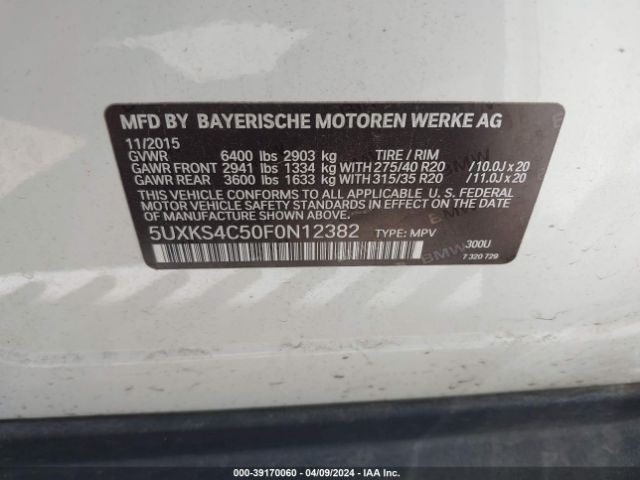 MFD BY BAYERISCHE MOTOREN WERKE AG
11/2015
GVWR 6400 lbs 2903 kg TIRE / RIM
GAWR FRONT 2941 lbs 1334 kg WITH 275/40 R20 /10.0J x 20
GAWR REAR 3600 lbs 1633 kg WITH 315/35 R20 /11.0J x 20
THIS VEHICLE CONFORMS TO ALL APPLICABLE U. S. FEDERAL
MOTOR VEHICLE SAFETY STANDARDS IN EFFECT ON THE DATE
OF MANUFACTURE SHOWN ABOVE.
5UXKS4C50F0N12382 TYPE: MPV 300U
7 320 729
000-39170060 - 04/09/2024 - IAA Inc.